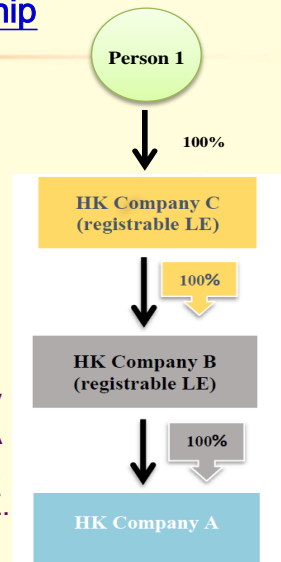 hip
Person 1
100%
HK Company C
(registrable LE)
100%
HK Company B
(registrable LE)
100%
HK Company A